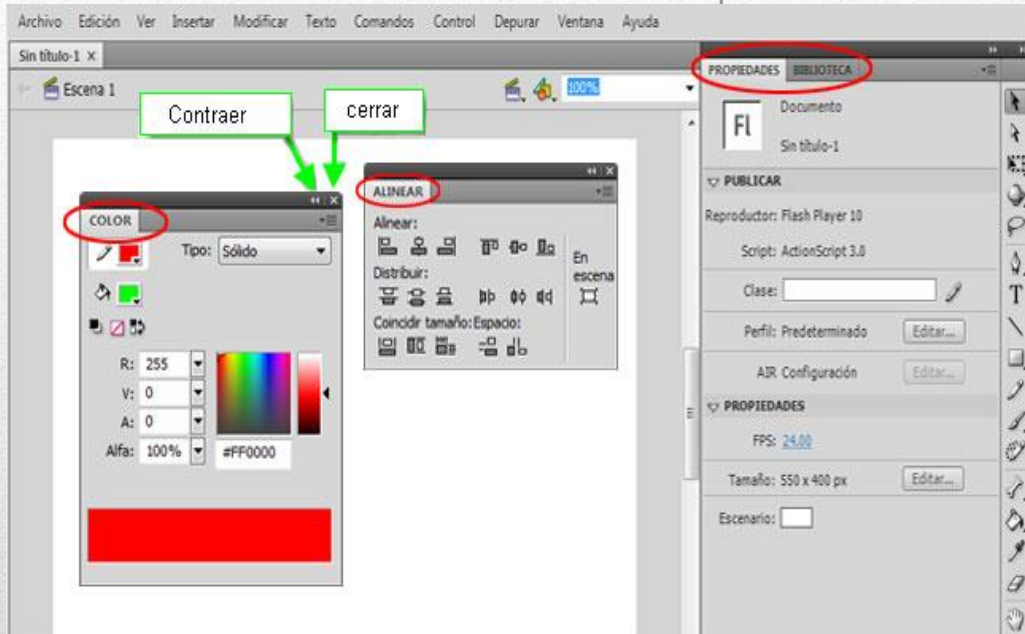 Archivo Edición Ver Insertar Modificar Texto Comandos Control Depurar Ventana Ayuda
Sin título-1 ×
Escena 1
100%
Contraer
cerrar
COLOR
Tipo: Sólido
R: 255
V: 0
A: 0
Alfa: 100%
#FF0000
ALINEAR
Alinear:
Distribuir:
Coincidir tamaño: Espacio:
En
escena
PROPIEDADES BIBLIOTECA
Fl
Documento
Sin título-1
PUBLICAR
Reproductor: Flash Player 10
Script: ActionScript 3.0
Clase:
Perfil: Predeterminado Editar...
AIR Configuración Editar...
PROPIEDADES
FPS: 24.00
Tamaño: 550 x 400 px Editar...
Escenario: